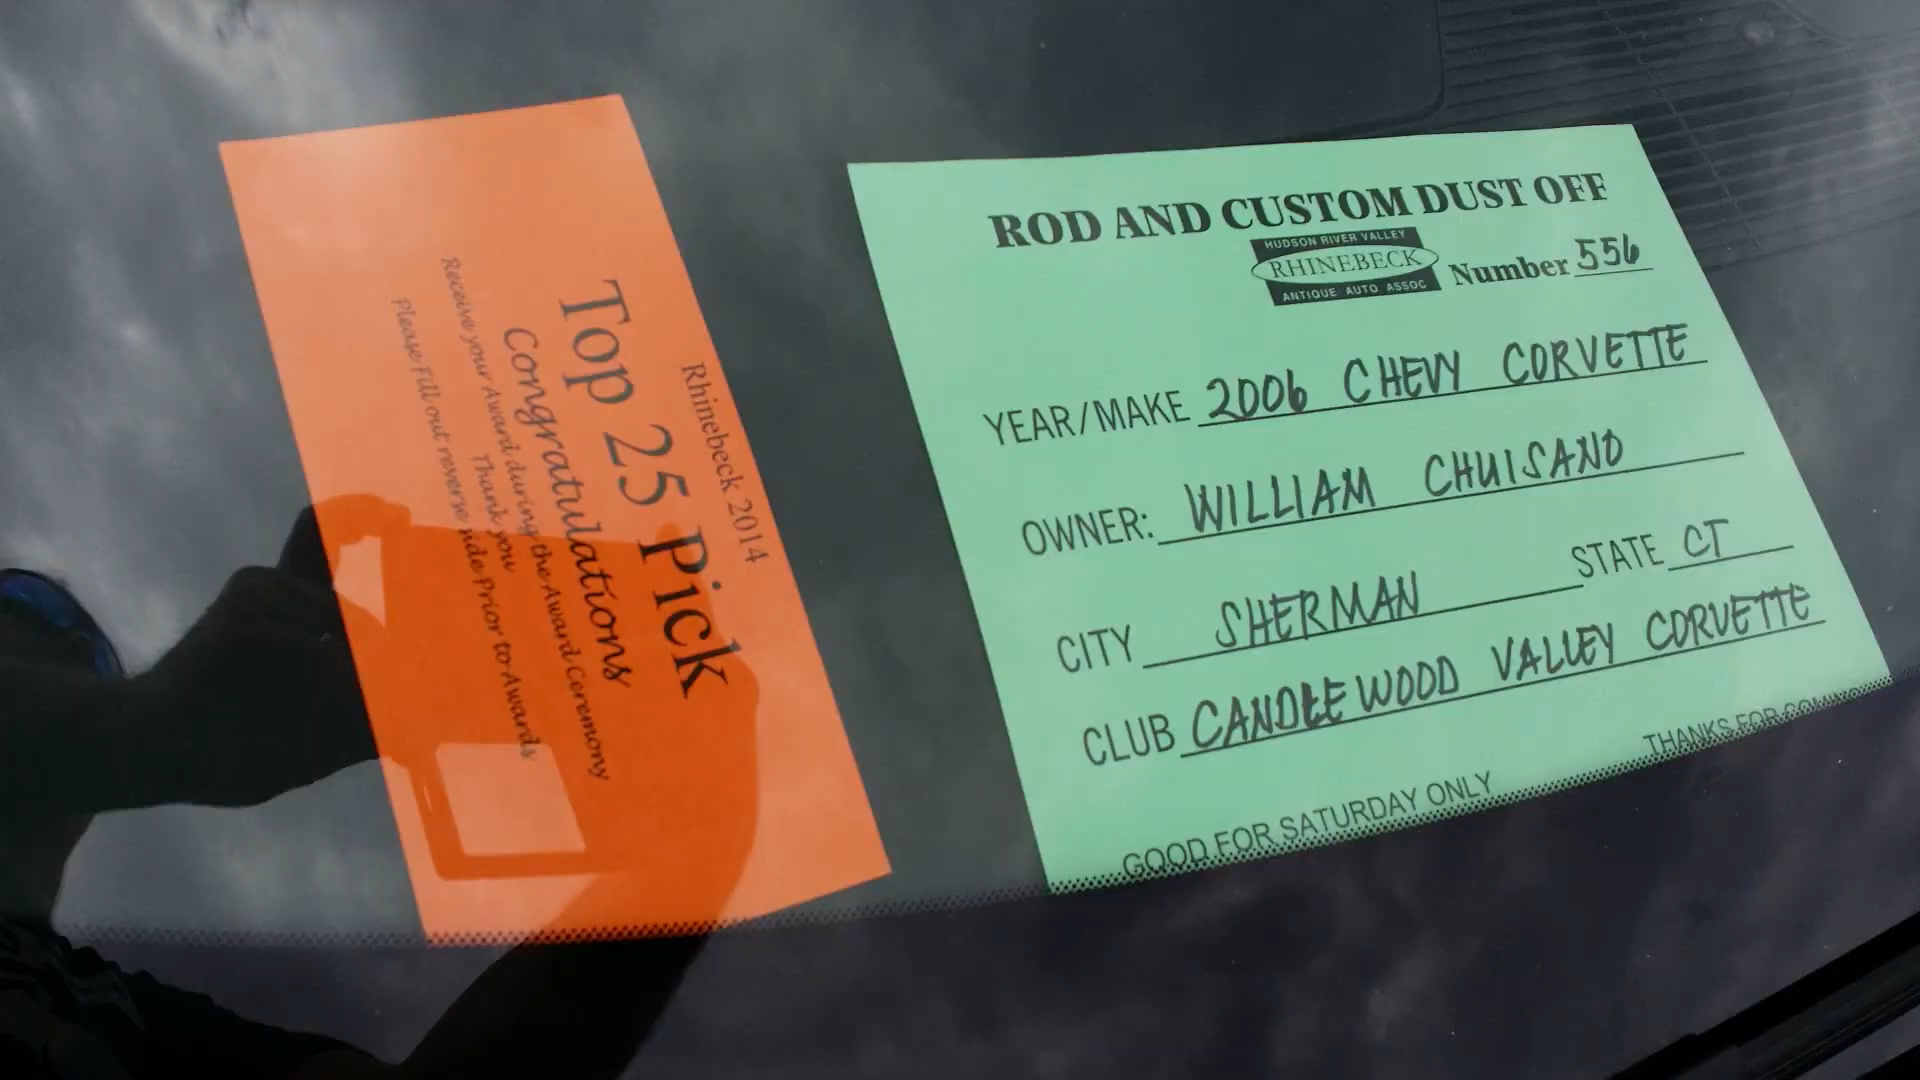 Rhinebeck 2014
Top 25 Pick
Congratulations
Receive your Award during the Award Ceremony
Thank you
Please Fill out reverse side Prior to Awards
ROD AND CUSTOM DUST OFF
HUDSON RIVER VALLEY
RHINEBECK
ANTIQUE AUTO ASSOC
Number 556
YEAR/MAKE 2006 CHEVY CORVETTE
OWNER: WILLIAM CHUISANO
CITY SHERMAN STATE CT
CLUB CANDLEWOOD VALLEY CORVETTE
GOOD FOR SATURDAY ONLY THANKS FOR COMING